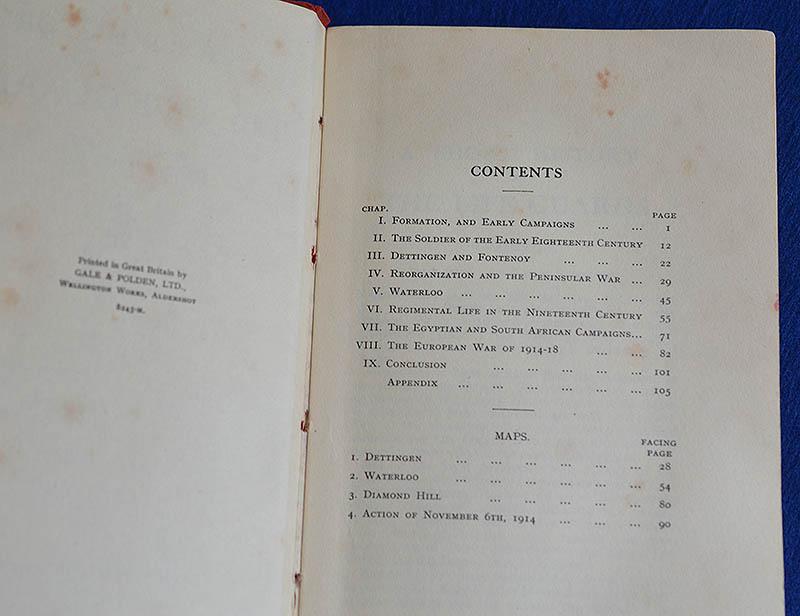 Printed in Great Britain by
GALE & POLDEN, LTD.,
WELLINGTON WORKS, ALDERSHOT
8243-H.
CONTENTS
CHAP. PAGE
I. FORMATION, AND EARLY CAMPAIGNS ... ... 1
II. THE SOLDIER OF THE EARLY EIGHTEENTH CENTURY 12
III. DETTINGEN AND FONTENOY ... ... ... 22
IV. REORGANIZATION AND THE PENINSULAR WAR ... 29
V. WATERLOO ... ... ... ... ... ... 45
VI. REGIMENTAL LIFE IN THE NINETEENTH CENTURY 55
VII. THE EGYPTIAN AND SOUTH AFRICAN CAMPAIGNS... 71
VIII. THE EUROPEAN WAR OF 1914-18 ... ... 82
IX. CONCLUSION ... ... ... ... ... 101
APPENDIX ... ... ... ... ... ... 105
MAPS.
FACING
PAGE
1. DETTINGEN ... ... ... ... ... ... 28
2. WATERLOO ... ... ... ... ... ... 54
3. DIAMOND HILL ... ... ... ... ... 80
4. ACTION OF NOVEMBER 6TH, 1914 ... ... ... 90